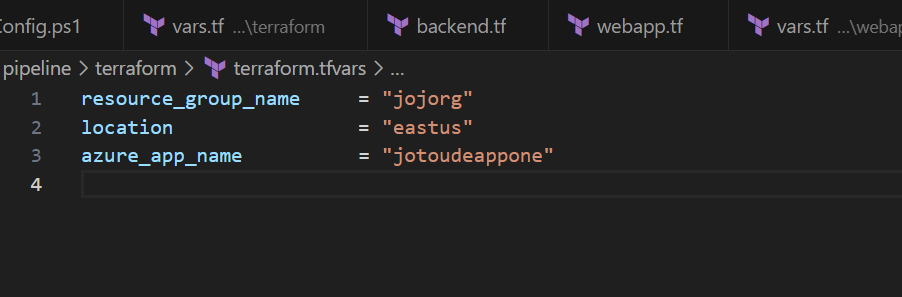 Config.ps1 vars.tf ...\terraform backend.tf webapp.tf vars.tf ...\webap
pipeline > terraform > terraform.tfvars > ...
1 resource_group_name = "jojorg"
2 location = "eastus"
3 azure_app_name = "jotoudeappone"
4